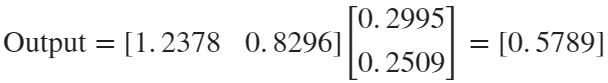 Output = [1.2378 0.8296] [0.2995 0.2509] = [0.5789]